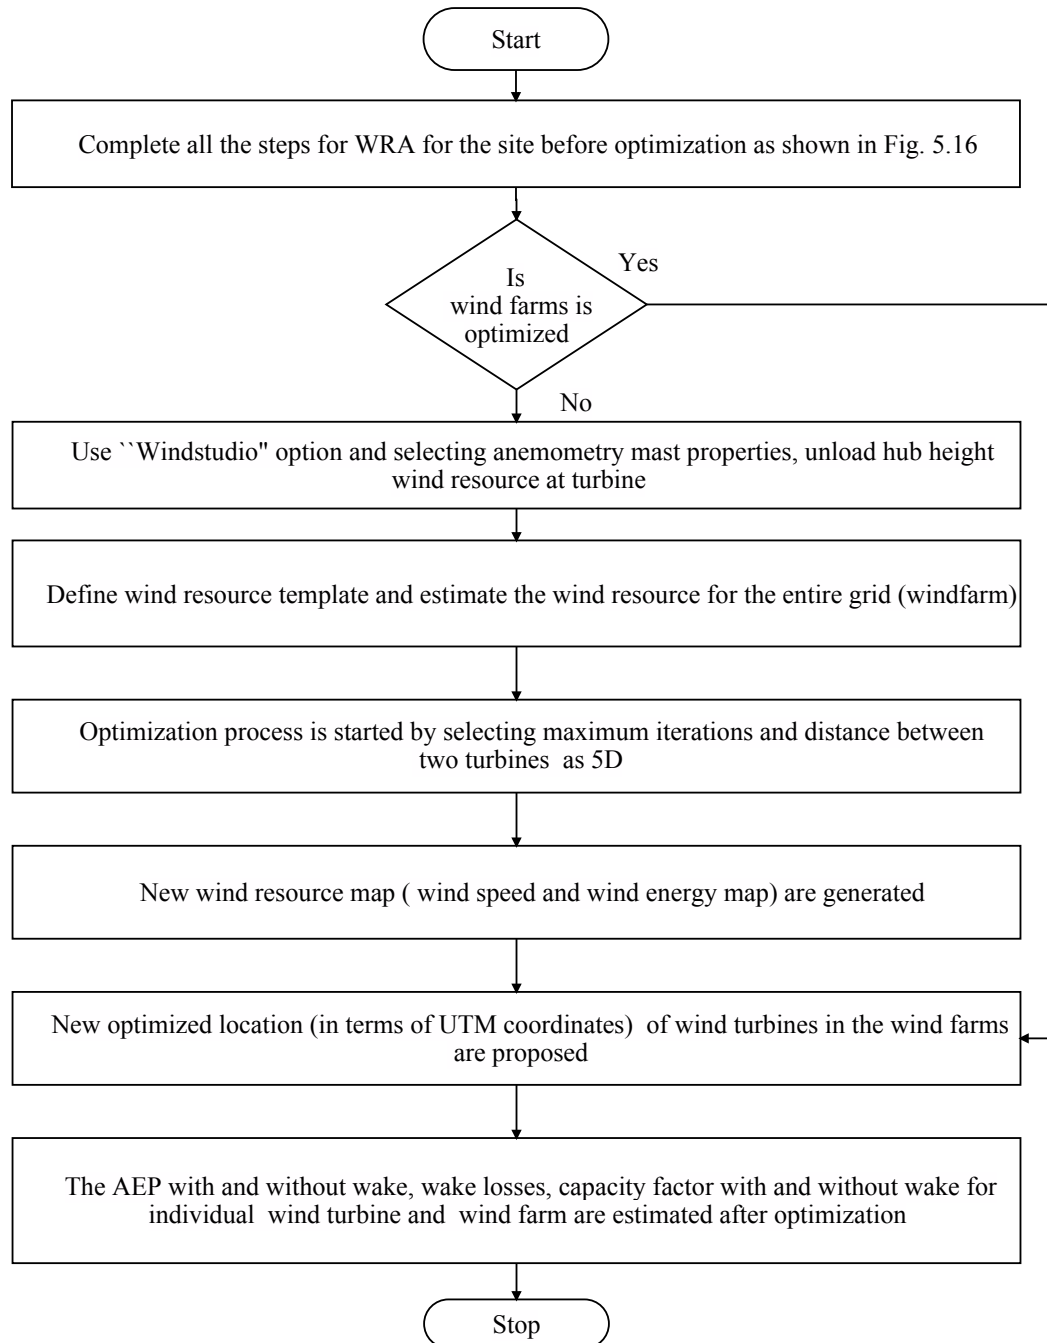 Start
Complete all the steps for WRA for the site before optimization as shown in Fig. 5.16
Yes
Is
wind farms is
optimized
No
Use ``Windstudio" option and selecting anemometry mast properties, unload hub height
wind resource at turbine
Define wind resource template and estimate the wind resource for the entire grid (windfarm)
Optimization process is started by selecting maximum iterations and distance between
two turbines as 5D
New wind resource map ( wind speed and wind energy map) are generated
New optimized location (in terms of UTM coordinates) of wind turbines in the wind farms
are proposed
The AEP with and without wake, wake losses, capacity factor with and without wake for
individual wind turbine and wind farm are estimated after optimization
Stop